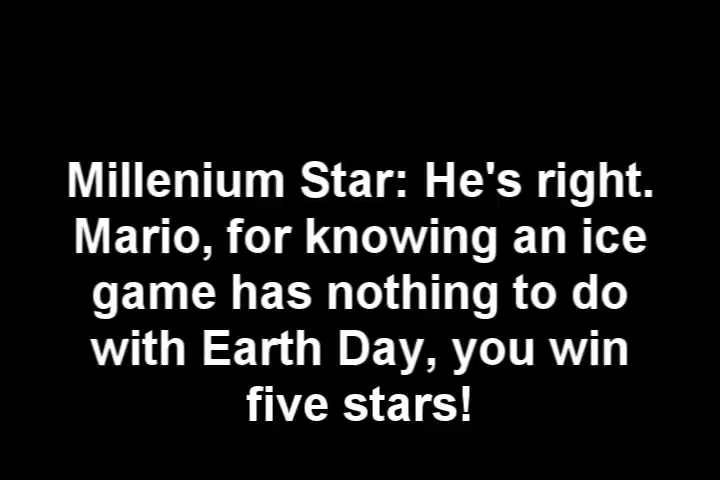 Millenium Star: He's right.
Mario, for knowing an ice
game has nothing to do
with Earth Day, you win
five stars!